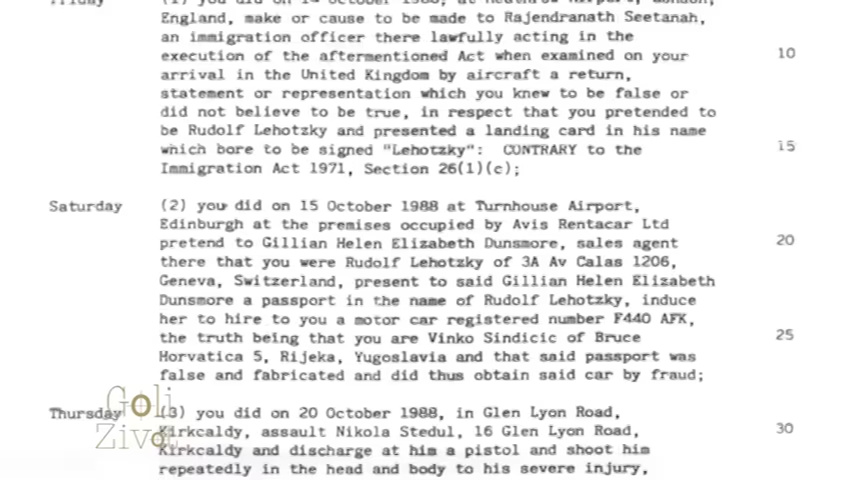 Friday (1) you did on 14 October 1988, at Heathrow Airport, London,
England, make or cause to be made to Rajendranath Seetanah,
an immigration officer there lawfully acting in the
execution of the aftermentioned Act when examined on your 10
arrival in the United Kingdom by aircraft a return,
statement or representation which you knew to be false or
did not believe to be true, in respect that you pretended to
be Rudolf Lehotzky and presented a landing card in his name
which bore to be signed "Lehotzky": CONTRARY to the 15
Immigration Act 1971, Section 26(1)(c);
Saturday (2) you did on 15 October 1988 at Turnhouse Airport,
Edinburgh at the premises occupied by Avis Rentacar Ltd
pretend to Gillian Helen Elizabeth Dunsmore, sales agent 20
there that you were Rudolf Lehotzky of 3A Av Calas 1206,
Geneva, Switzerland, present to said Gillian Helen Elizabeth
Dunsmore a passport in the name of Rudolf Lehotzky, induce
her to hire to you a motor car registered number F440 AFK,
the truth being that you are Vinko Sindicic of Bruce 25
Horvatica 5, Rijeka, Yugoslavia and that said passport was
false and fabricated and did thus obtain said car by fraud;
Thursday (3) you did on 20 October 1988, in Glen Lyon Road,
Kirkcaldy, assault Nikola Stedul, 16 Glen Lyon Road, 30
Kirkcaldy and discharge at him a pistol and shoot him
repeatedly in the head and body to his severe injury,
Goli
Zivot